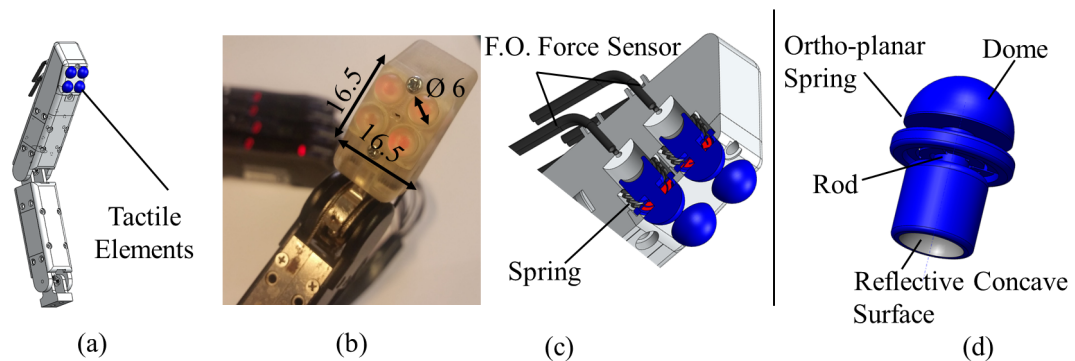 Tactile
Elements
(a)
16.5
16.5
Ø 6
(b)
F.O. Force Sensor
Spring
(c)
Ortho-planar
Spring
Dome
Rod
Reflective Concave
Surface
(d)